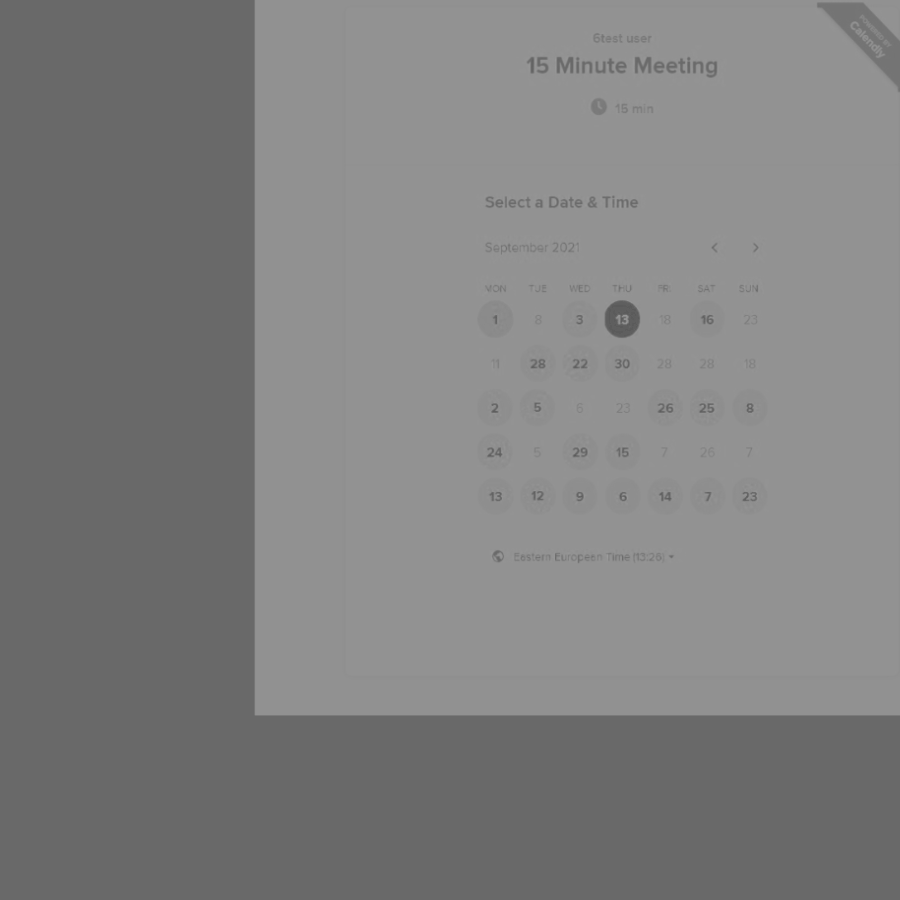 POWERED BY
Calendly
6test user
15 Minute Meeting
15 min
Select a Date & Time
September 2021
MON TUE WED THU FRI SAT SUN
1 8 3 13 18 16 23
11 28 22 30 28 28 18
2 5 6 23 26 25 8
24 5 29 15 7 26 7
13 12 9 6 14 7 23
Eastern European Time (13:26)